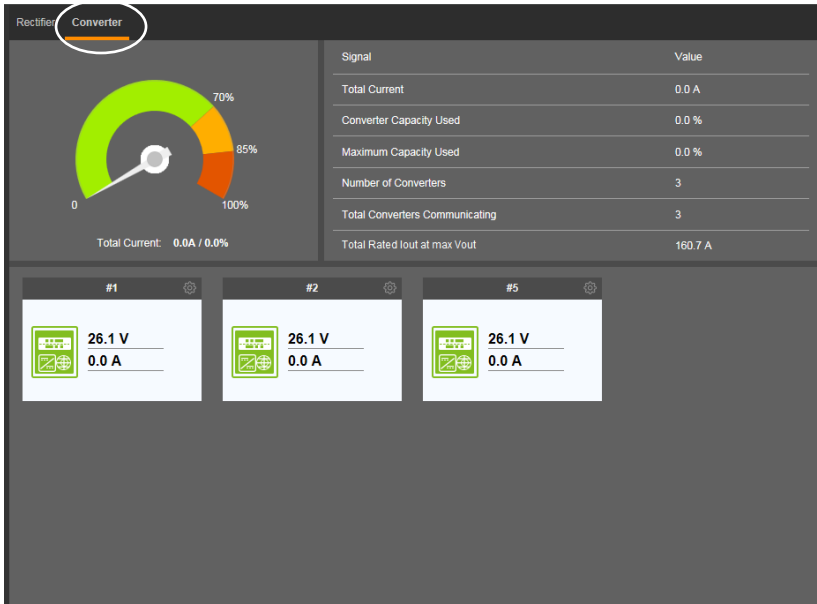 Rectifier Converter
70%
85%
0
100%
Total Current: 0.0A / 0.0%
Signal Value
Total Current 0.0 A
Converter Capacity Used 0.0 %
Maximum Capacity Used 0.0 %
Number of Converters 3
Total Converters Communicating 3
Total Rated Iout at max Vout 160.7 A
#1
26.1 V
0.0 A
#2
26.1 V
0.0 A
#5
26.1 V
0.0 A